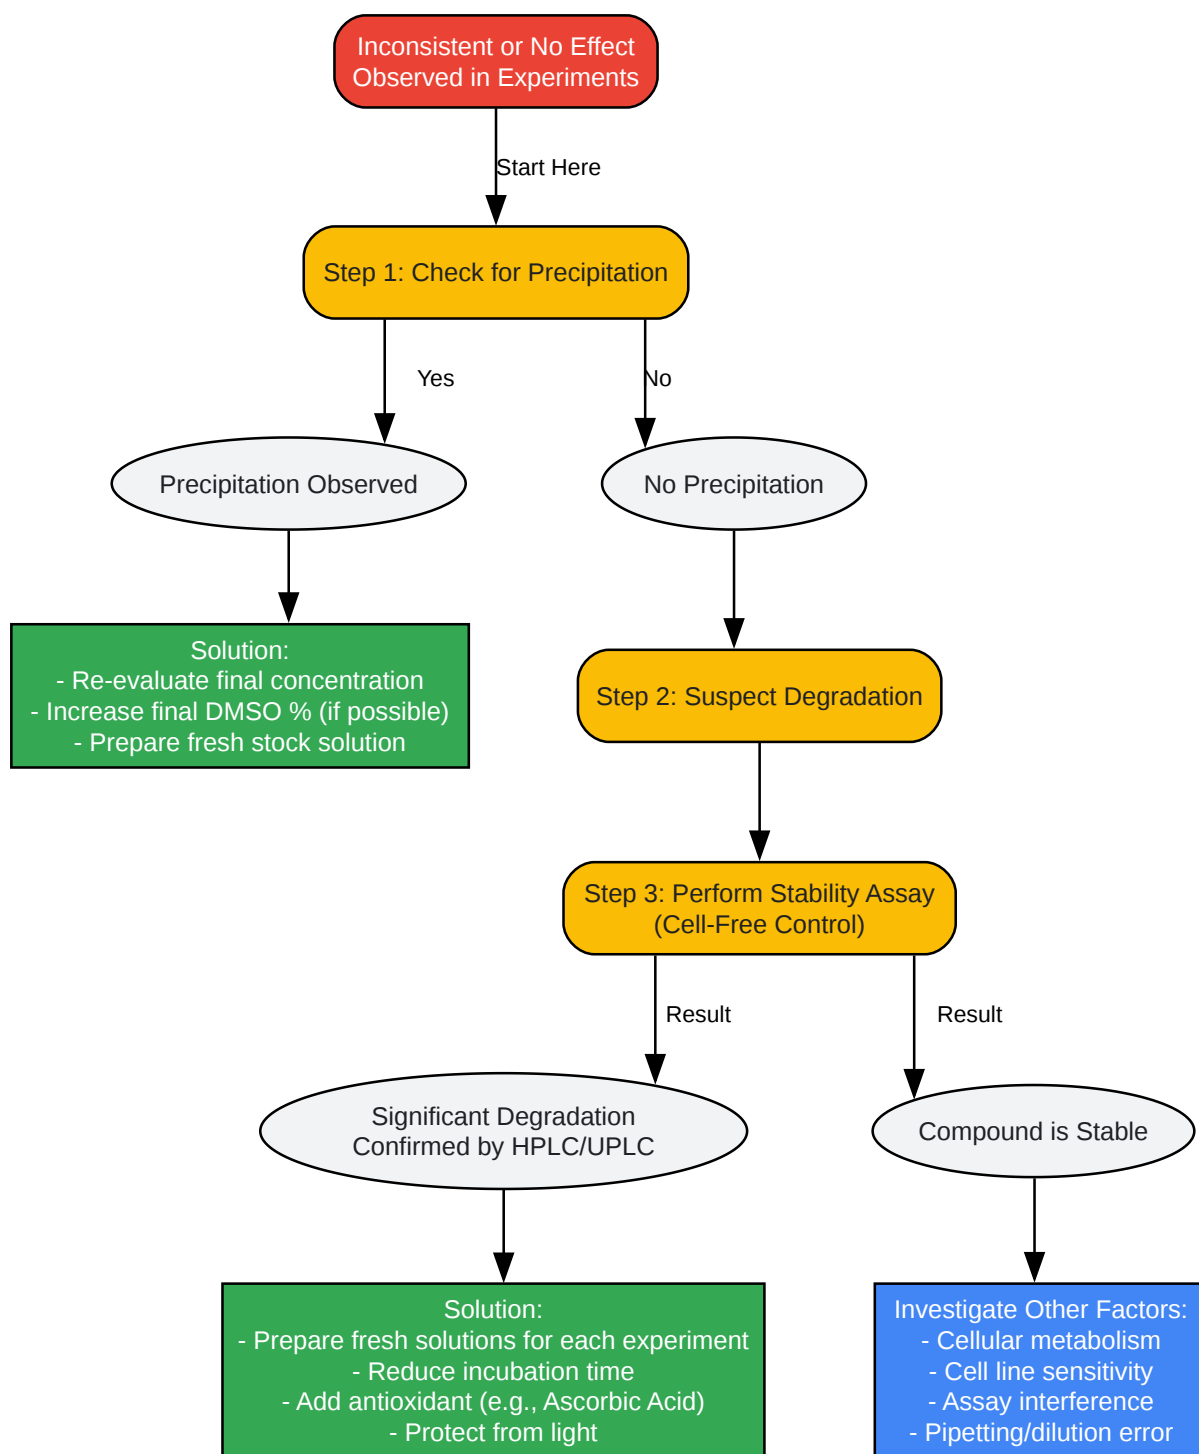 Inconsistent or No Effect
Observed in Experiments
Start Here
Step 1: Check for Precipitation
Yes
No
Precipitation Observed
No Precipitation
Solution:
- Re-evaluate final concentration
- Increase final DMSO % (if possible)
- Prepare fresh stock solution
Step 2: Suspect Degradation
Step 3: Perform Stability Assay
(Cell-Free Control)
Result
Result
Significant Degradation
Confirmed by HPLC/UPLC
Compound is Stable
Solution:
- Prepare fresh solutions for each experiment
- Reduce incubation time
- Add antioxidant (e.g., Ascorbic Acid)
- Protect from light
Investigate Other Factors:
- Cellular metabolism
- Cell line sensitivity
- Assay interference
- Pipetting/dilution error